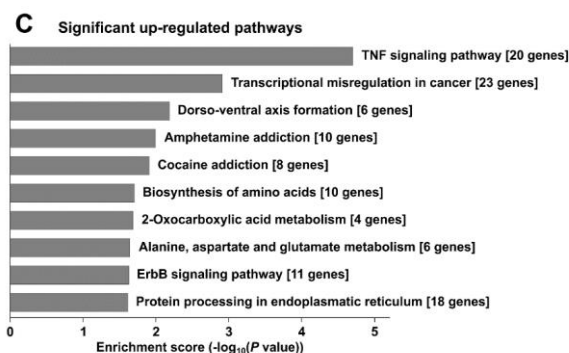 C Significant up-regulated pathways
TNF signaling pathway [20 genes]
Transcriptional misregulation in cancer [23 genes]
Dorso-ventral axis formation [6 genes]
Amphetamine addiction [10 genes]
Cocaine addiction [8 genes]
Biosynthesis of amino acids [10 genes]
2-Oxocarboxylic acid metabolism [4 genes]
Alanine, aspartate and glutamate metabolism [6 genes]
ErbB signaling pathway [11 genes]
Protein processing in endoplasmatic reticulum [18 genes]
0 1 2 3 4 5
Enrichment score (-log₁₀(P value))